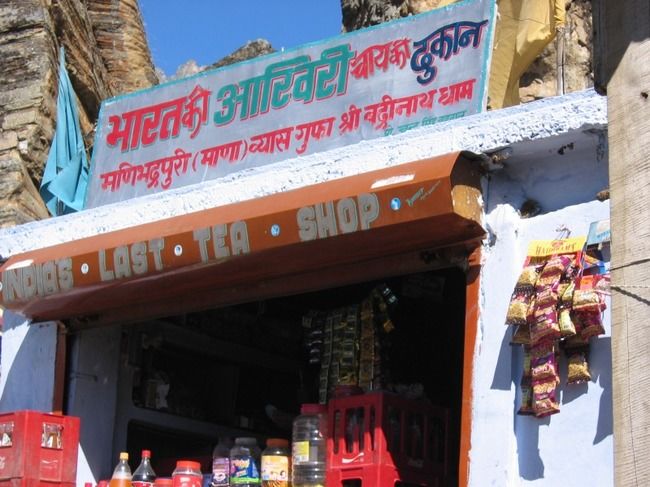 भारत की आखिरी चाय की दुकान
मणिभद्रपुरी (माणा) व्यास गुफा श्री बद्रीनाथ धाम
INDIA'S LAST TEA SHOP